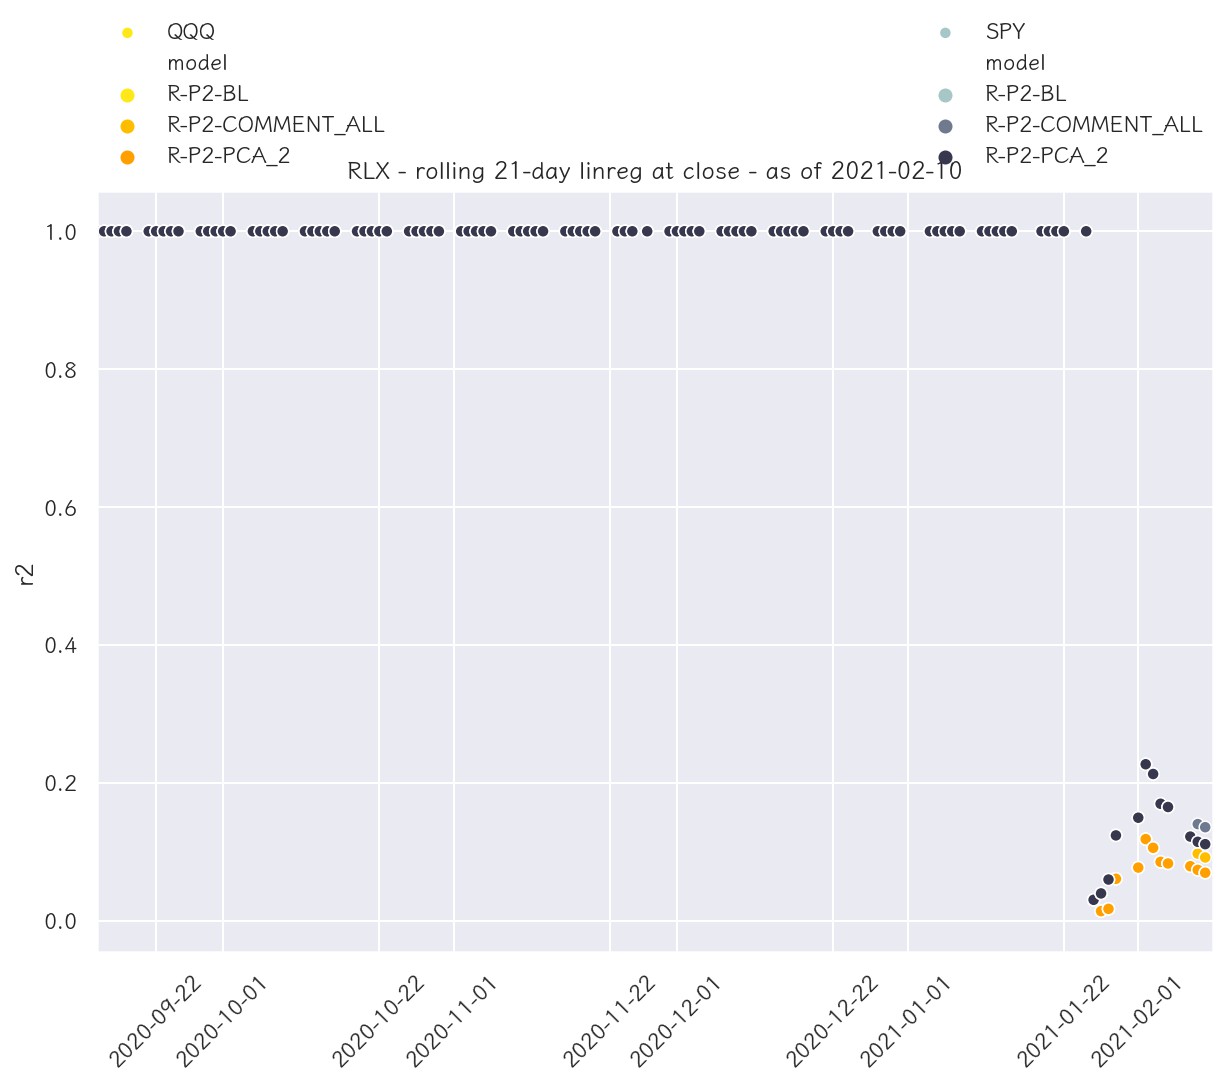 QQQ
model
R-P2-BL
R-P2-COMMENT_ALL
R-P2-PCA_2
SPY
model
R-P2-BL
R-P2-COMMENT_ALL
R-P2-PCA_2
RLX - rolling 21-day linreg at close - as of 2021-02-10
1.0
0.8
0.6
0.4
0.2
0.0
r2
2020-09-22
2020-10-01
2020-10-22
2020-11-01
2020-11-22
2020-12-01
2020-12-22
2021-01-01
2021-01-22
2021-02-01